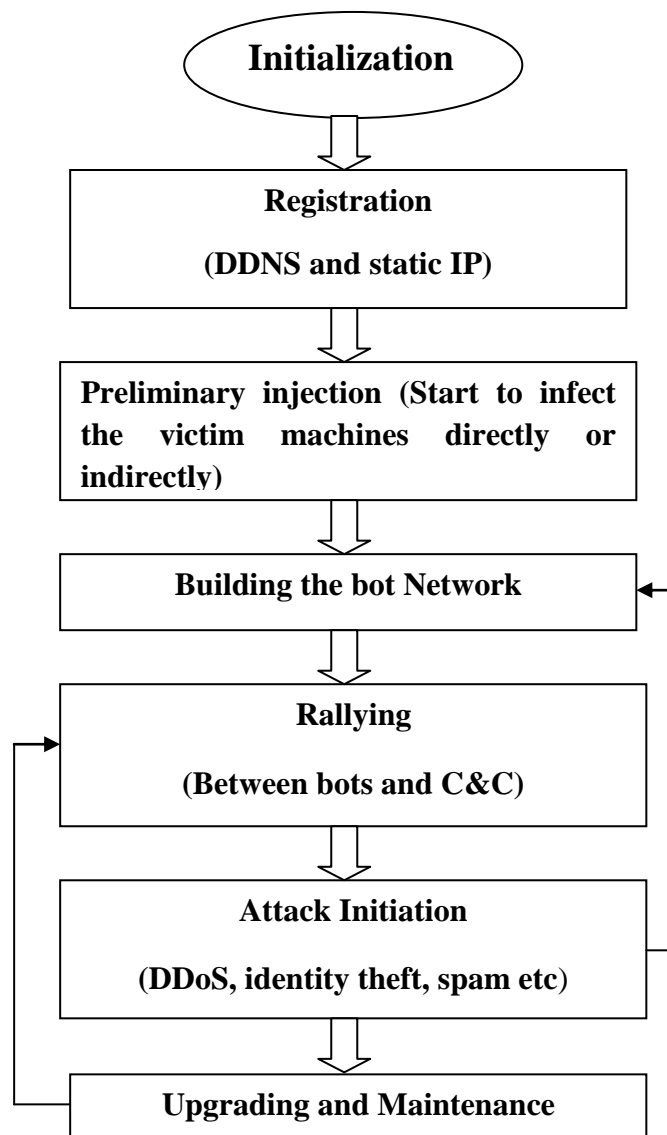 Initialization
Registration
(DDNS and static IP)
Preliminary injection (Start to infect
the victim machines directly or
indirectly)
Building the bot Network
Rallying
(Between bots and C&C)
Attack Initiation
(DDoS, identity theft, spam etc)
Upgrading and Maintenance